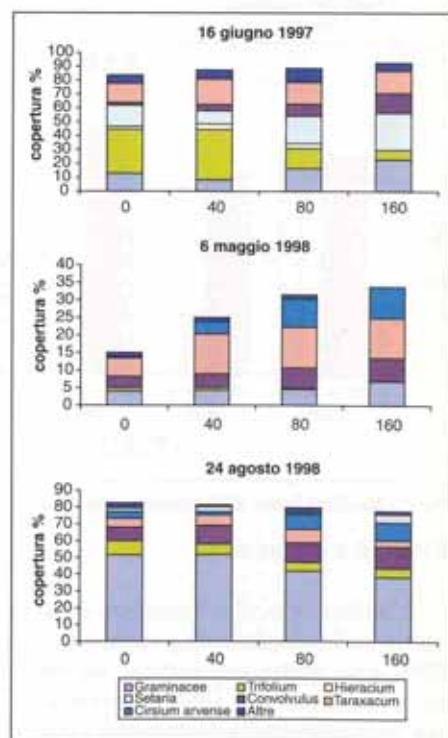 16 giugno 1997
copertura %
100
90
80
70
60
50
40
30
20
10
0
0 40 80 160
6 maggio 1998
copertura %
40
35
30
25
20
15
10
5
0
0 40 80 160
24 agosto 1998
copertura %
90
80
70
60
50
40
30
20
10
0
0 40 80 160
Graminacee Trifolium Hieracium
Setaria Convolvulus Taraxacum
Cirsium arvense Altre